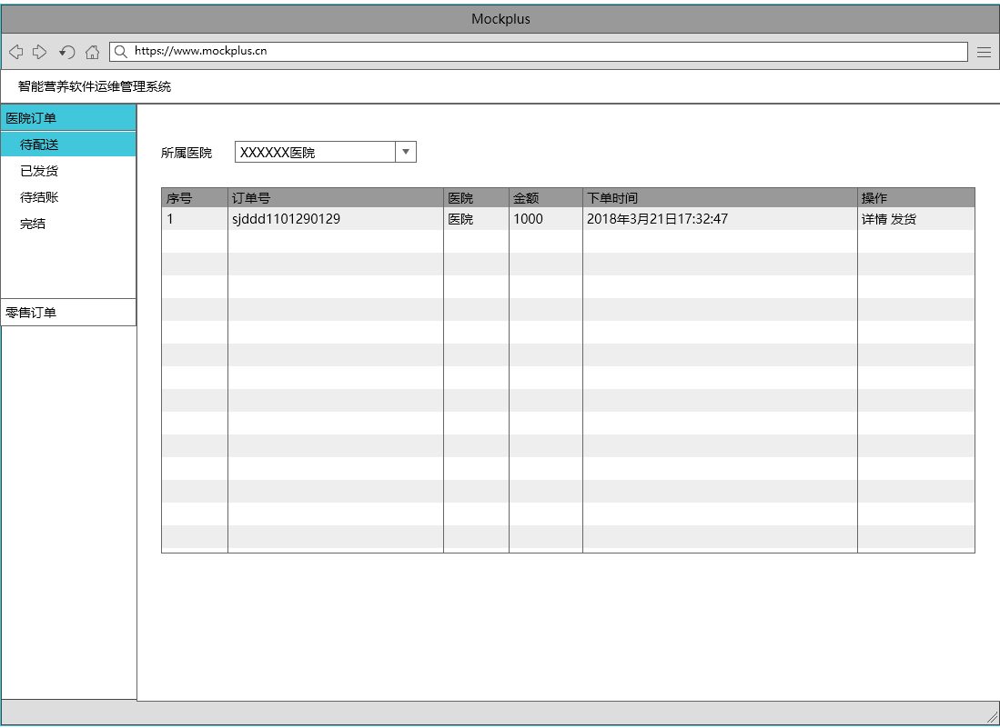 Mockplus
https://www.mockplus.cn
智能营养软件运维管理系统
医院订单
待配送
已发货
待结账
完结
零售订单
所属医院 XXXXXX医院
序号 订单号 医院 金额 下单时间 操作
1 sjddd1101290129 医院 1000 2018年3月21日17:32:47 详情 发货